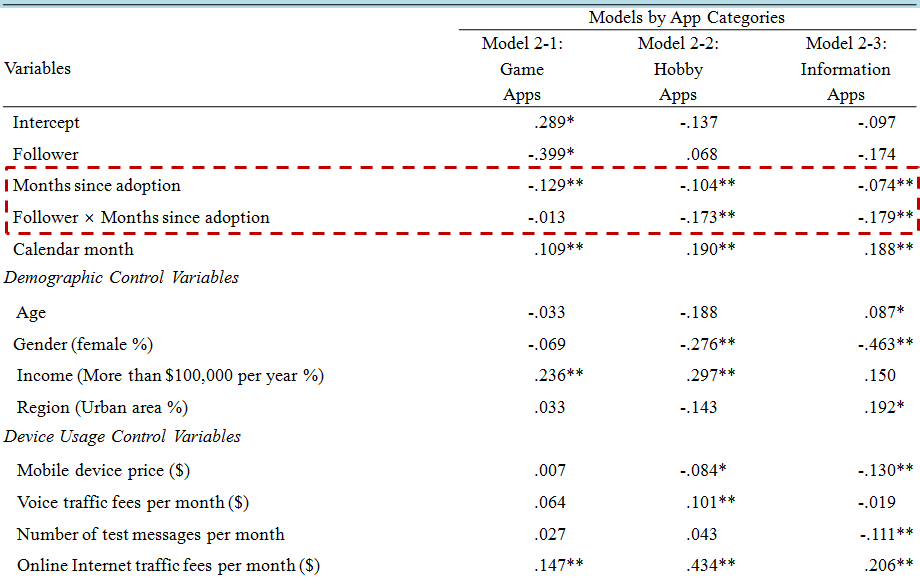 Models by App Categories
Variables
Model 2-1: Game Apps
Model 2-2: Hobby Apps
Model 2-3: Information Apps
Intercept .289* -.137 -.097
Follower -.399* .068 -.174
Months since adoption -.129** -.104** -.074**
Follower × Months since adoption -.013 -.173** -.179**
Calendar month .109** .190** .188**
Demographic Control Variables
Age -.033 -.188 .087*
Gender (female %) -.069 -.276** -.463**
Income (More than $100,000 per year %) .236** .297** .150
Region (Urban area %) .033 -.143 .192*
Device Usage Control Variables
Mobile device price ($) .007 -.084* -.130**
Voice traffic fees per month ($) .064 .101** -.019
Number of test messages per month .027 .043 -.111**
Online Internet traffic fees per month ($) .147** .434** .206**